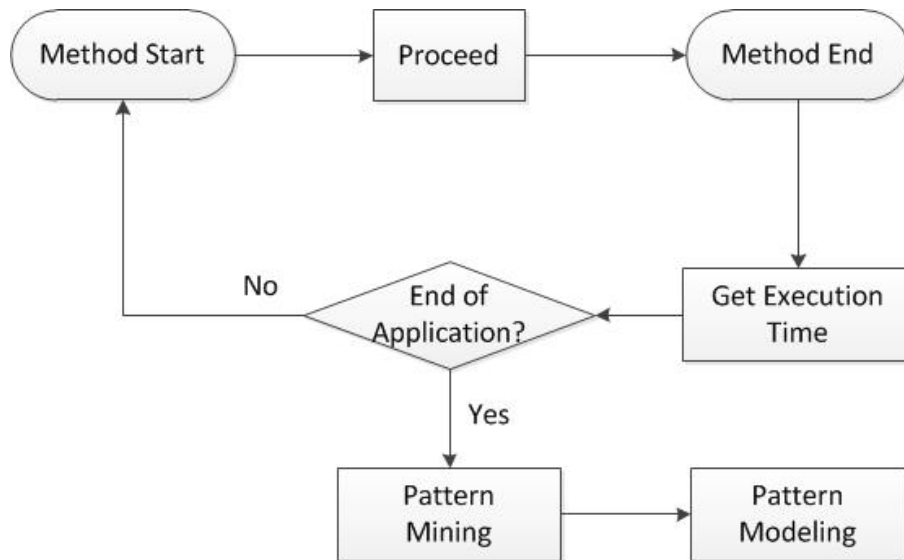 Method Start
Proceed
Method End
No
End of
Application?
Get Execution
Time
Yes
Pattern
Mining
Pattern
Modeling